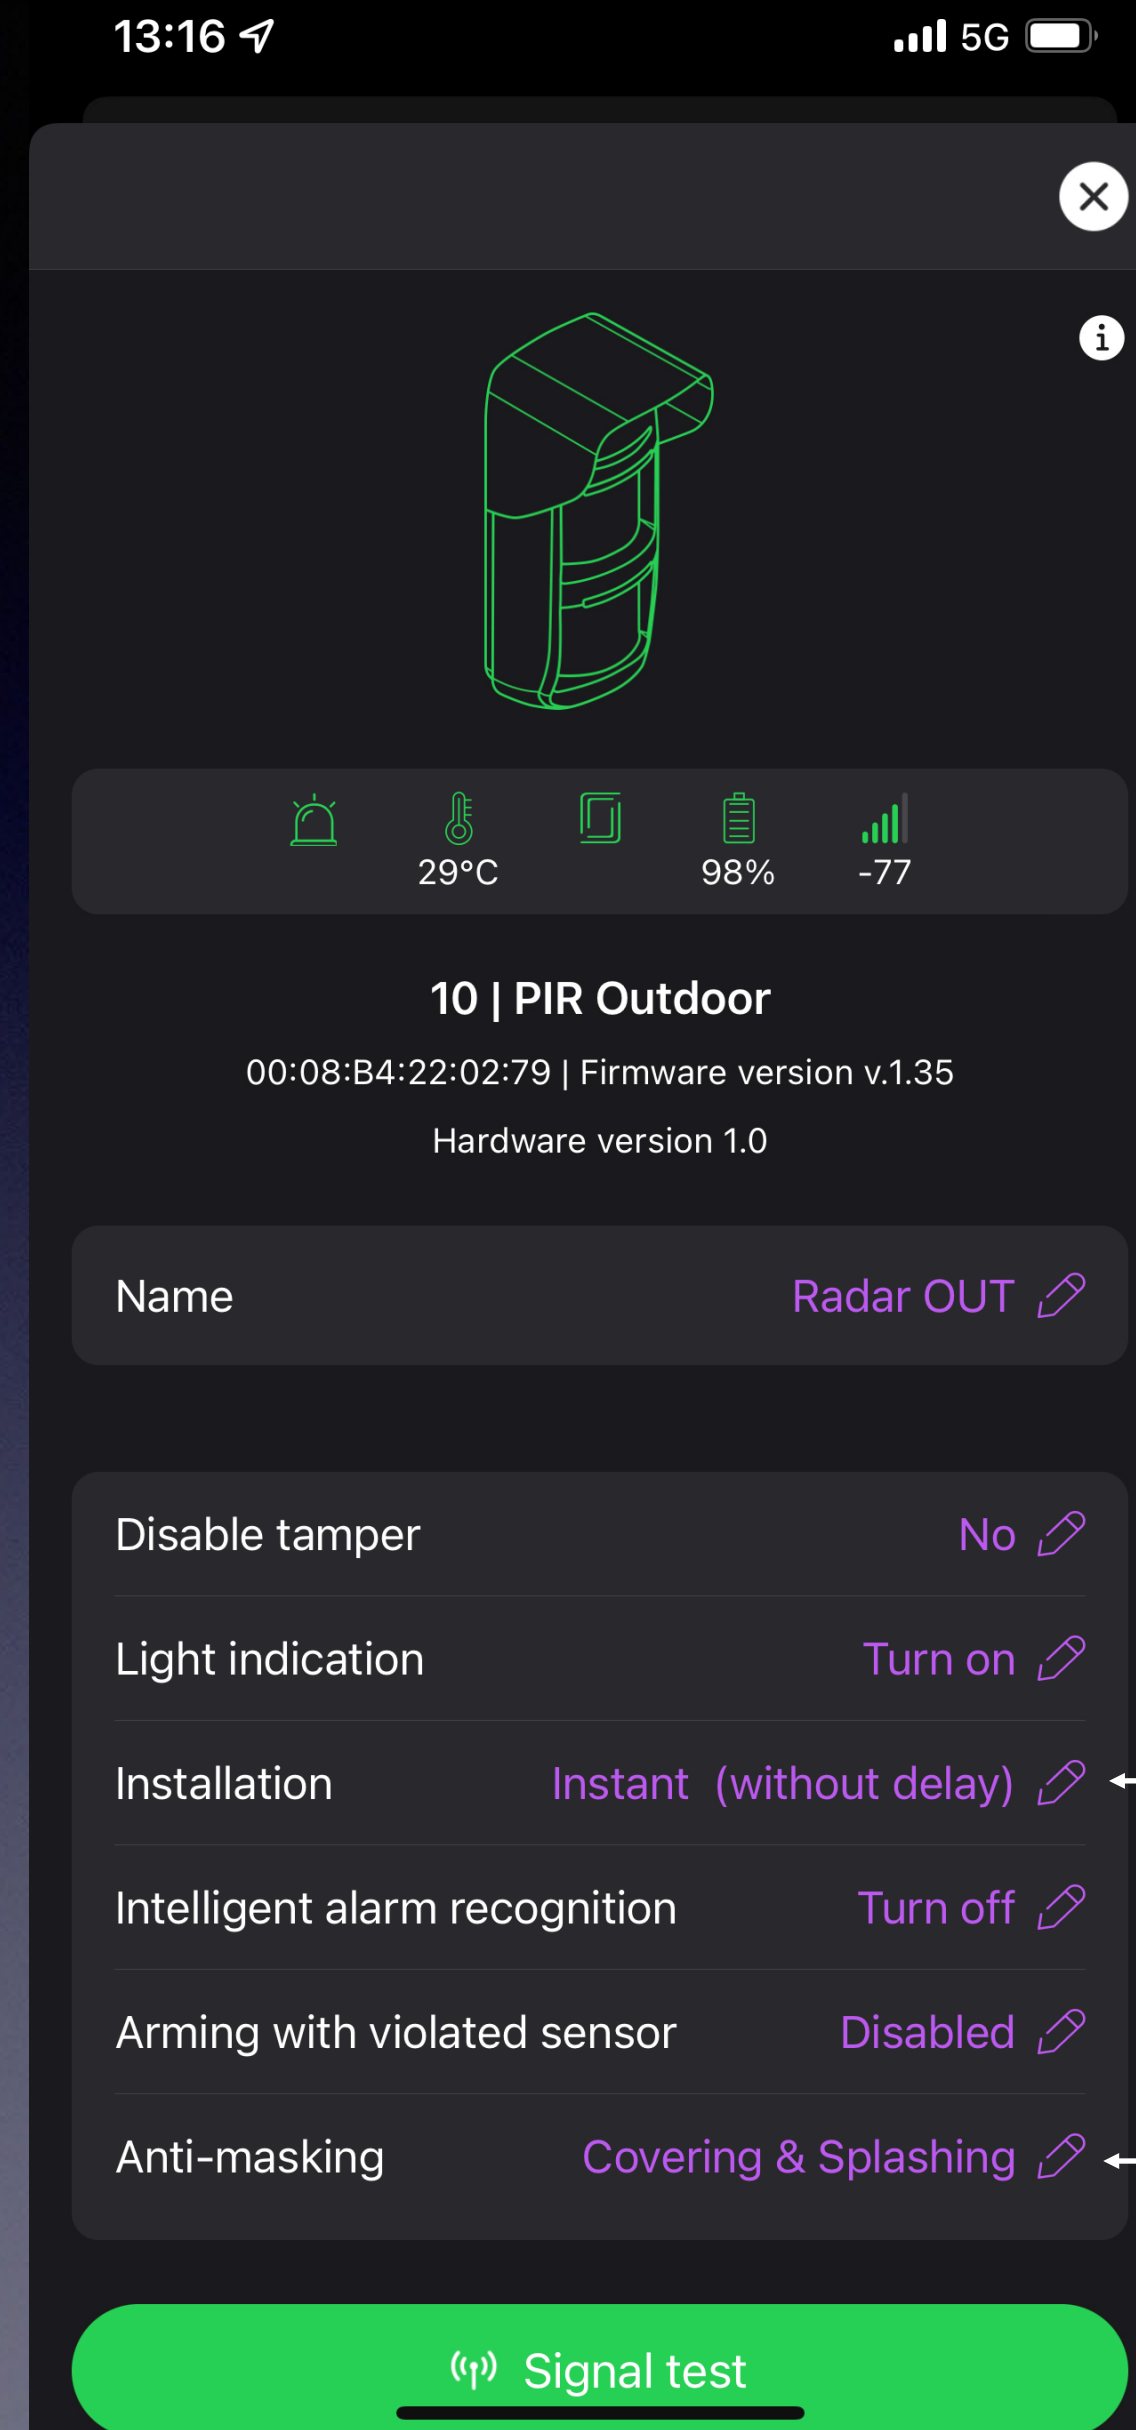 13:16 5G
29°C 98% -77
10 | PIR Outdoor
00:08:B4:22:02:79 | Firmware version v.1.35
Hardware version 1.0
Name Radar OUT
Disable tamper No
Light indication Turn on
Installation Instant (without delay)
Intelligent alarm recognition Turn off
Arming with violated sensor Disabled
Anti-masking Covering & Splashing
Signal test